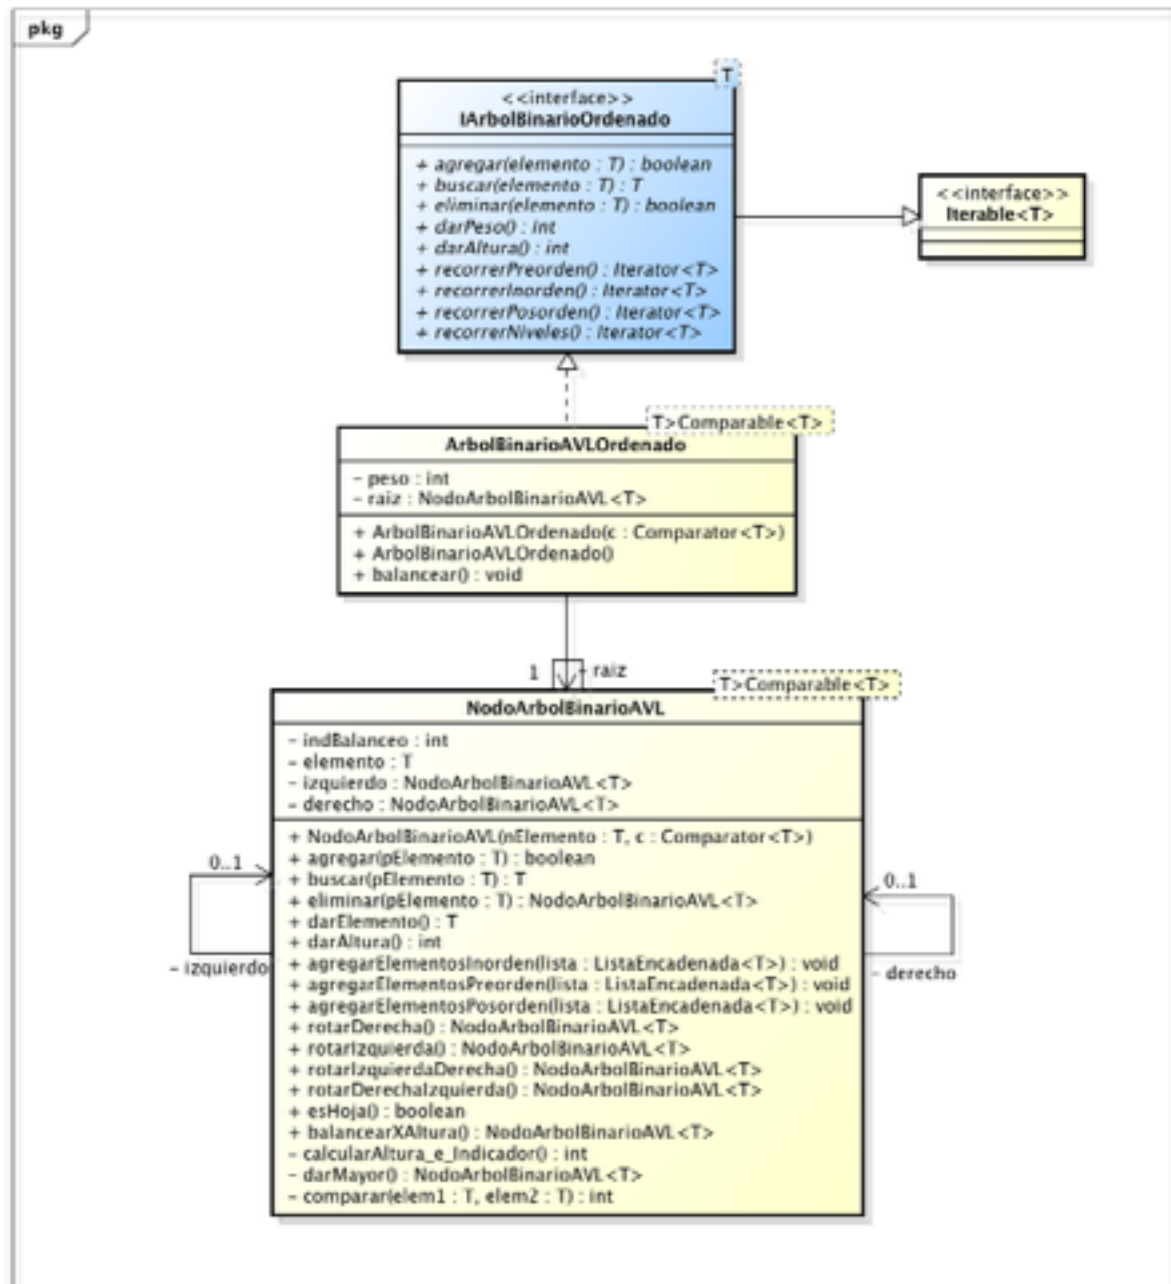 pkg
T
<<interface>>
IArbolBinarioOrdenado
+ agregar(elemento : T) : boolean
+ buscar(elemento : T) : T
+ eliminar(elemento : T) : boolean
+ darPeso() : int
+ darAltura() : int
+ recorrerPreorden() : Iterator<T>
+ recorrerInorden() : Iterator<T>
+ recorrerPosorden() : Iterator<T>
+ recorrerNiveles() : Iterator<T>
<<interface>>
Iterable<T>
T>Comparable<T>
ArbolBinarioAVLOrdenado
- peso : int
- raiz : NodoArbolBinarioAVL<T>
+ ArbolBinarioAVLOrdenado(c : Comparator<T>)
+ ArbolBinarioAVLOrdenado()
+ balancear() : void
1
- raiz
T>Comparable<T>
NodoArbolBinarioAVL
- indBalanceo : int
- elemento : T
- izquierdo : NodoArbolBinarioAVL<T>
- derecho : NodoArbolBinarioAVL<T>
+ NodoArbolBinarioAVL(nElemento : T, c : Comparator<T>)
+ agregar(pElemento : T) : boolean
+ buscar(pElemento : T) : T
+ eliminar(pElemento : T) : NodoArbolBinarioAVL<T>
+ darElemento() : T
+ darAltura() : int
+ agregarElementosInorden(lista : ListaEncadenada<T>) : void
+ agregarElementosPreorden(lista : ListaEncadenada<T>) : void
+ agregarElementosPosorden(lista : ListaEncadenada<T>) : void
+ rotarDerecha() : NodoArbolBinarioAVL<T>
+ rotarIzquierda() : NodoArbolBinarioAVL<T>
+ rotarIzquierdaDerecha() : NodoArbolBinarioAVL<T>
+ rotarDerechaIzquierda() : NodoArbolBinarioAVL<T>
+ esHoja() : boolean
+ balancearXAltura() : NodoArbolBinarioAVL<T>
- calcularAltura_e_Indicador() : int
- darMayor() : NodoArbolBinarioAVL<T>
- comparar(elem1 : T, elem2 : T) : int
0..1
- izquierdo
0..1
- derecho